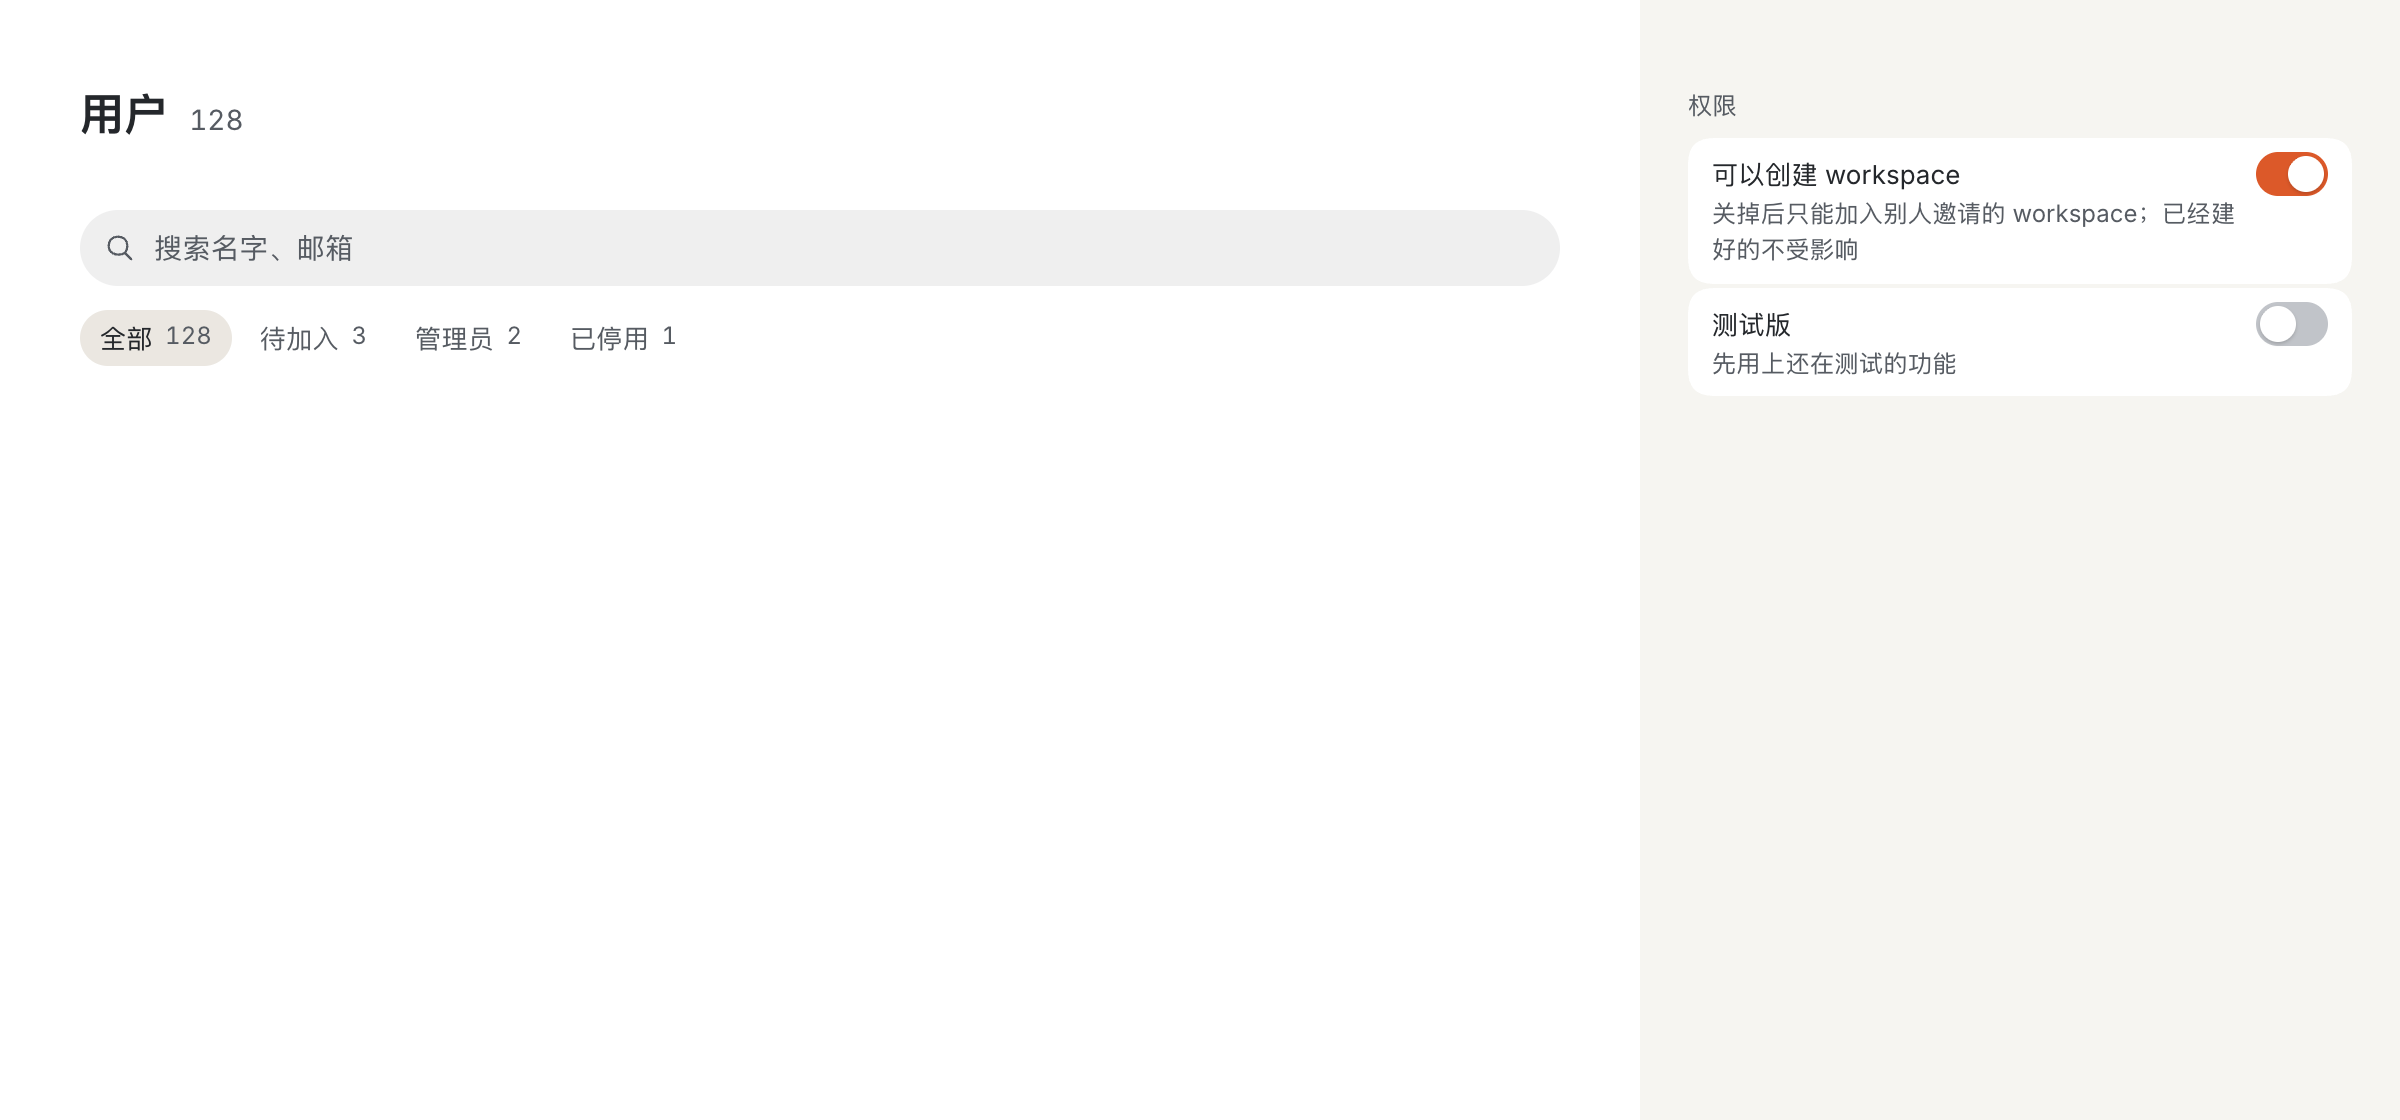 用户 128
搜索名字、邮箱
全部 128 待加入 3 管理员 2 已停用 1
权限
可以创建 workspace
关掉后只能加入别人邀请的 workspace；已经建
好的不受影响
测试版
先用上还在测试的功能